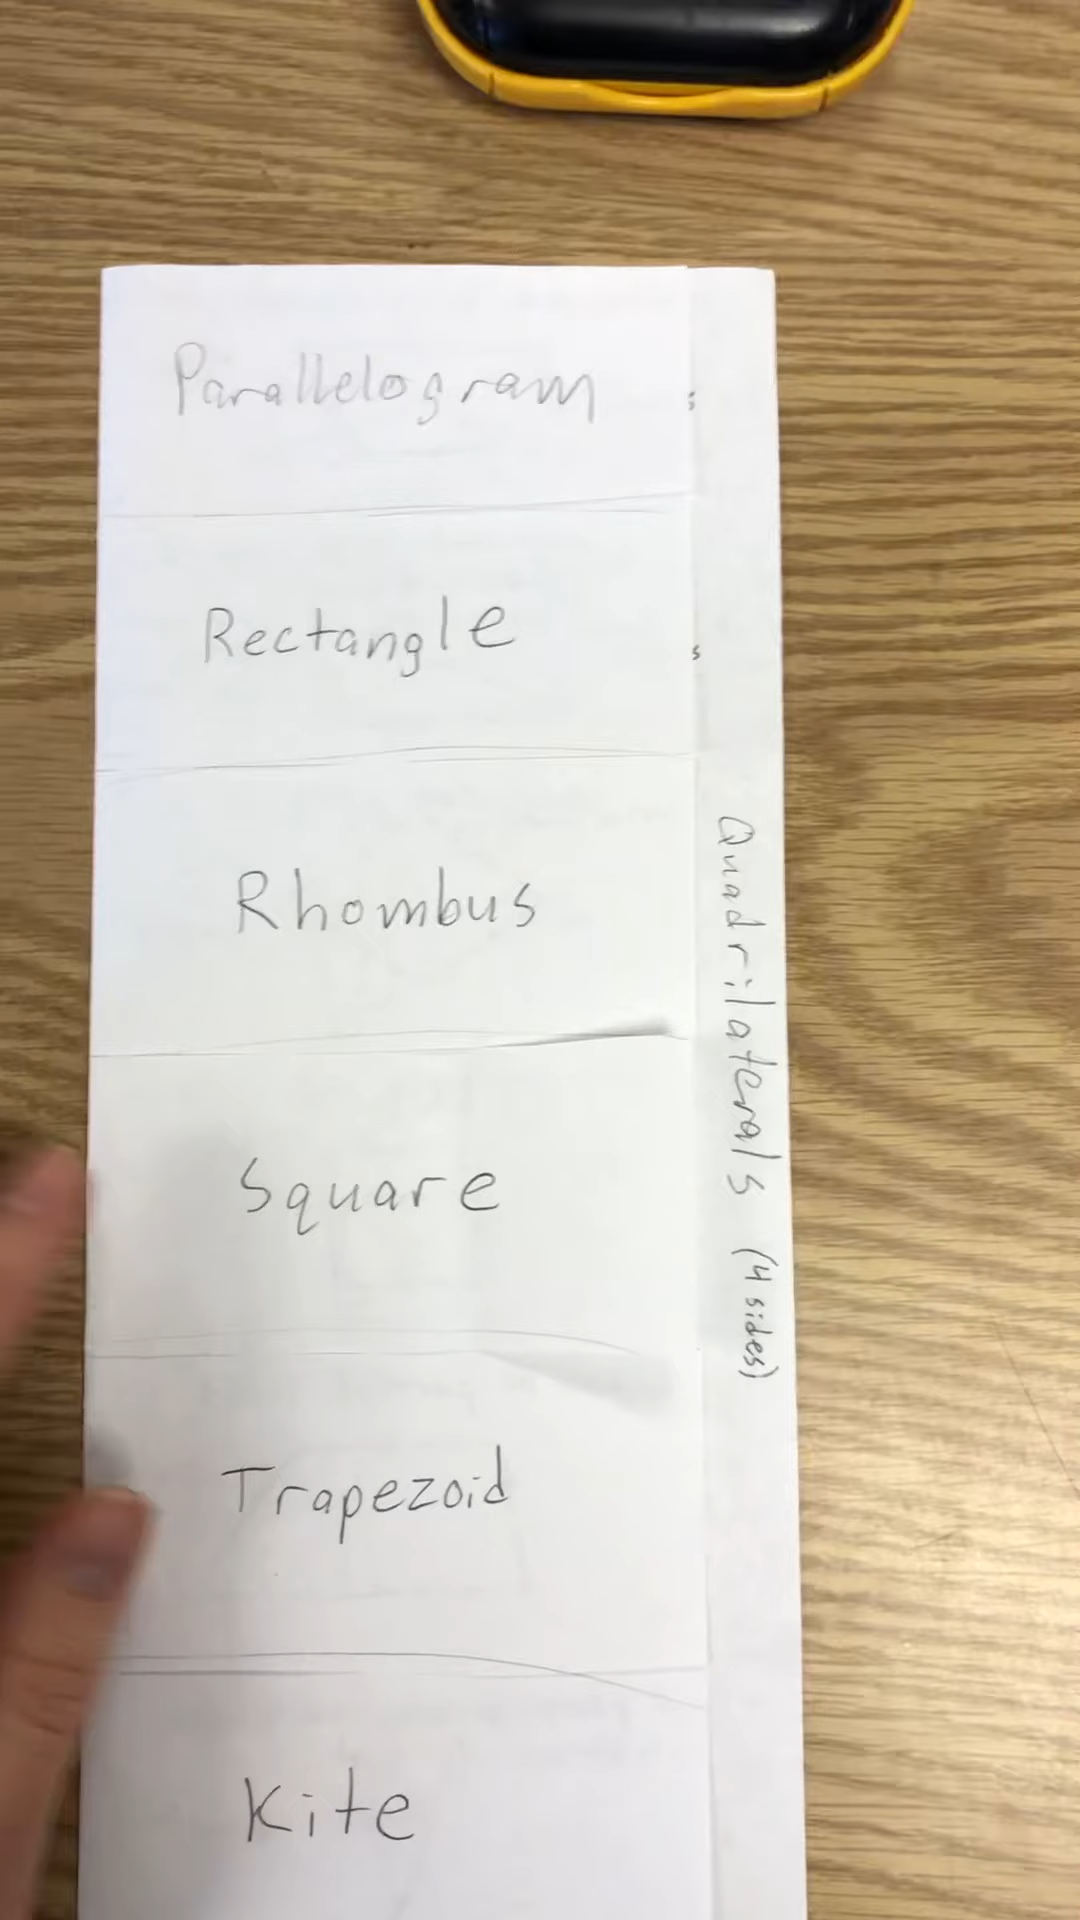 Parallelogram
Rectangle
Rhombus
Square
Trapezoid
Kite
Quadrilaterals (4 sides)